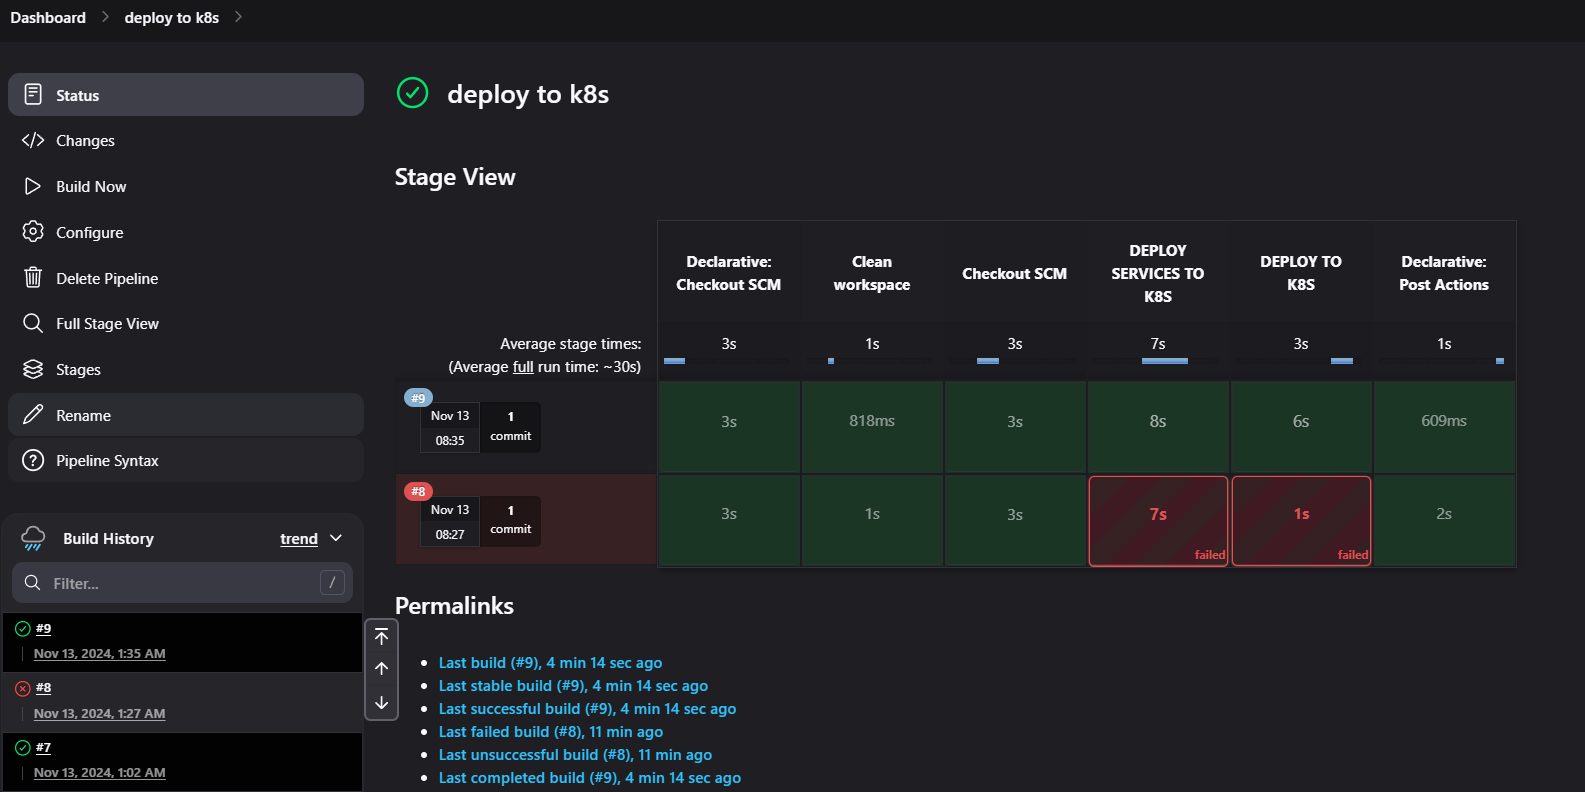 Dashboard
deploy to k8s
Status
Changes
Build Now
Configure
Delete Pipeline
Full Stage View
Stages
Rename
Pipeline Syntax
Build History
trend
Filter...
/
#9
Nov 13, 2024, 1:35 AM
#8
Nov 13, 2024, 1:27 AM
#7
Nov 13, 2024, 1:02 AM
deploy to k8s
Stage View
Declarative:
Checkout SCM
Clean
workspace
Checkout SCM
DEPLOY
SERVICES TO
K8S
DEPLOY TO
K8S
Declarative:
Post Actions
Average stage times:
(Average full run time: ~30s)
3s
1s
3s
7s
3s
1s
#9
Nov 13
08:35
1
commit
3s
818ms
3s
8s
6s
609ms
#8
Nov 13
08:27
1
commit
3s
1s
3s
7s
failed
1s
failed
2s
Permalinks
Last build (#9), 4 min 14 sec ago
Last stable build (#9), 4 min 14 sec ago
Last successful build (#9), 4 min 14 sec ago
Last failed build (#8), 11 min ago
Last unsuccessful build (#8), 11 min ago
Last completed build (#9), 4 min 14 sec ago